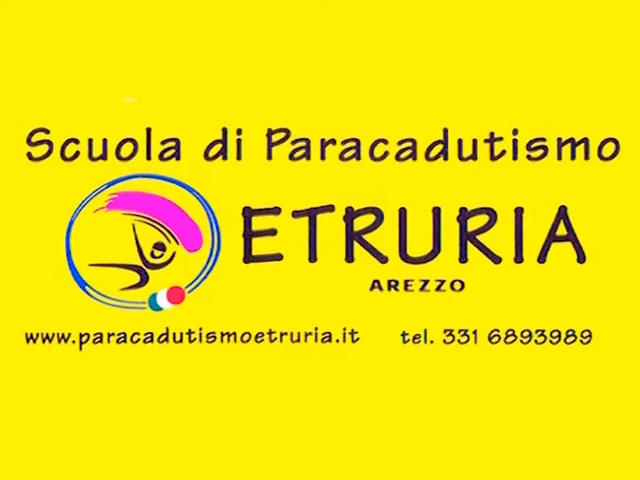 Scuola di Paracadutismo
ETRURIA
AREZZO
www.paracadutismoetruria.it tel. 331 6893989